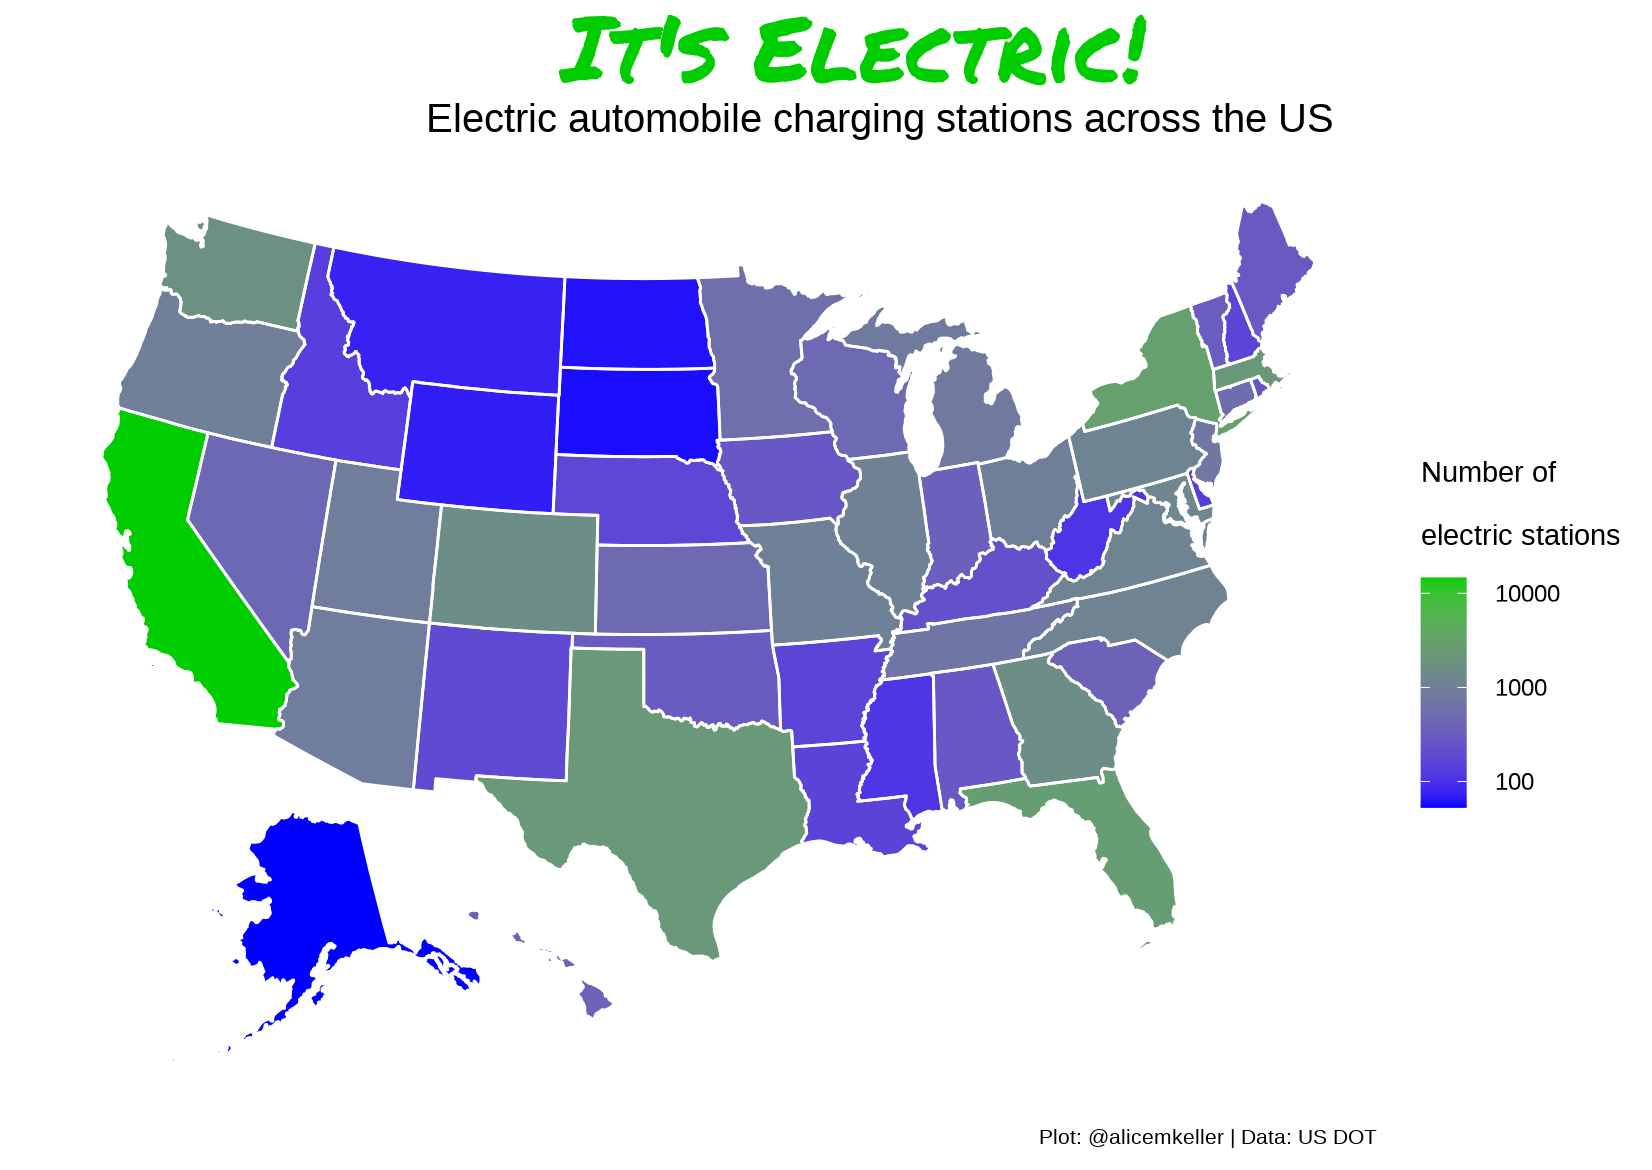 It's Electric!
Electric automobile charging stations across the US
Number of
electric stations
10000
1000
100
Plot: @alicemkeller | Data: US DOT